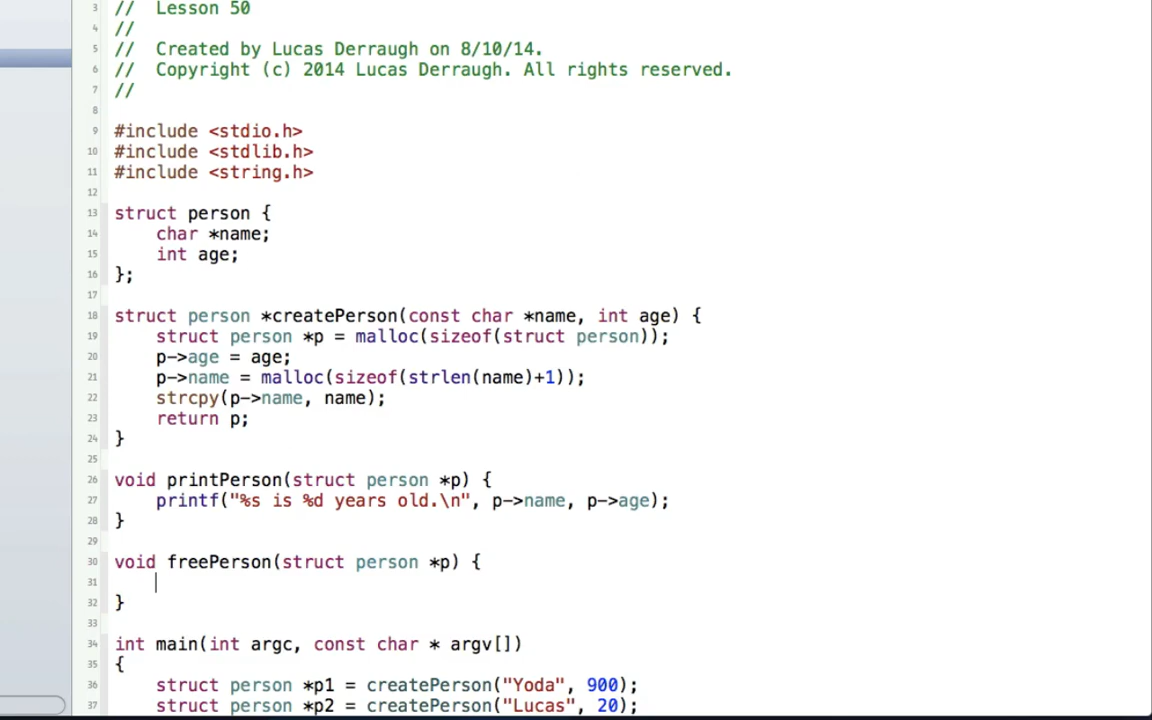 3 // Lesson 50
4 //
5 // Created by Lucas Derraugh on 8/10/14.
6 // Copyright (c) 2014 Lucas Derraugh. All rights reserved.
7 //
8
9 #include <stdio.h>
10 #include <stdlib.h>
11 #include <string.h>
12
13 struct person {
14     char *name;
15     int age;
16 };
17
18 struct person *createPerson(const char *name, int age) {
19     struct person *p = malloc(sizeof(struct person));
20     p->age = age;
21     p->name = malloc(sizeof(strlen(name)+1));
22     strcpy(p->name, name);
23     return p;
24 }
25
26 void printPerson(struct person *p) {
27     printf("%s is %d years old.\n", p->name, p->age);
28 }
29
30 void freePerson(struct person *p) {
31
32 }
33
34 int main(int argc, const char * argv[])
35 {
36     struct person *p1 = createPerson("Yoda", 900);
37     struct person *p2 = createPerson("Lucas", 20);